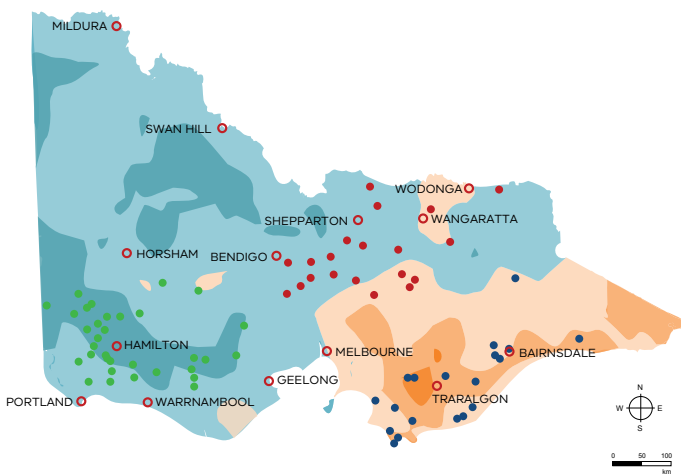 MILDURA
SWAN HILL
WODONGA
SHEPPARTON
WANGARATTA
HORSHAM
BENDIGO
HAMILTON
MELBOURNE
BAIRNSDALE
GEELONG
TRARALGON
PORTLAND
WARRNAMBOOL
N
W E
S
0 50 100
km